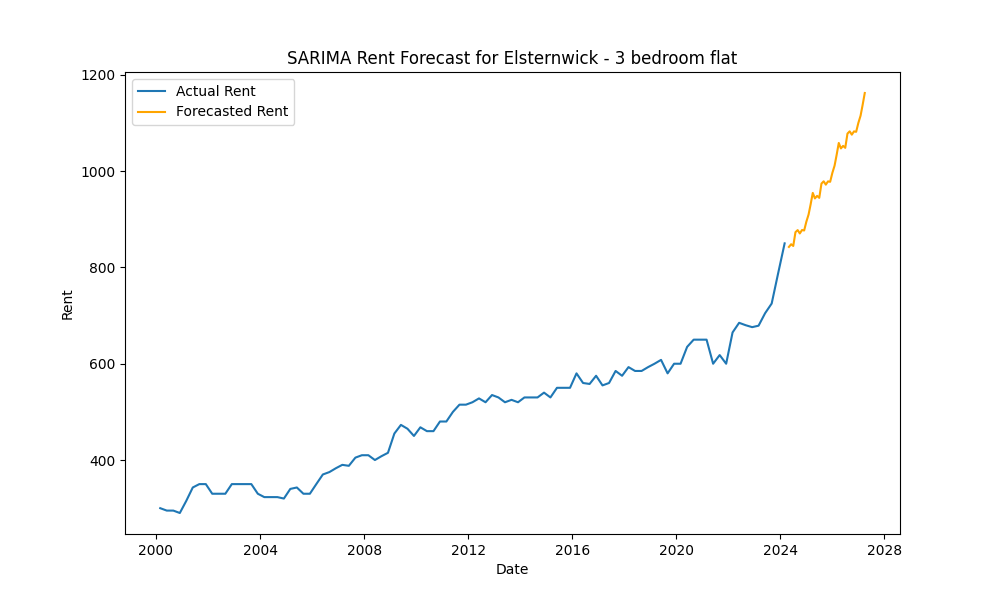 SARIMA Rent Forecast for Elsternwick - 3 bedroom flat
Actual Rent
Forecasted Rent
1200
1000
800
600
400
Rent
2000 2004 2008 2012 2016 2020 2024 2028
Date